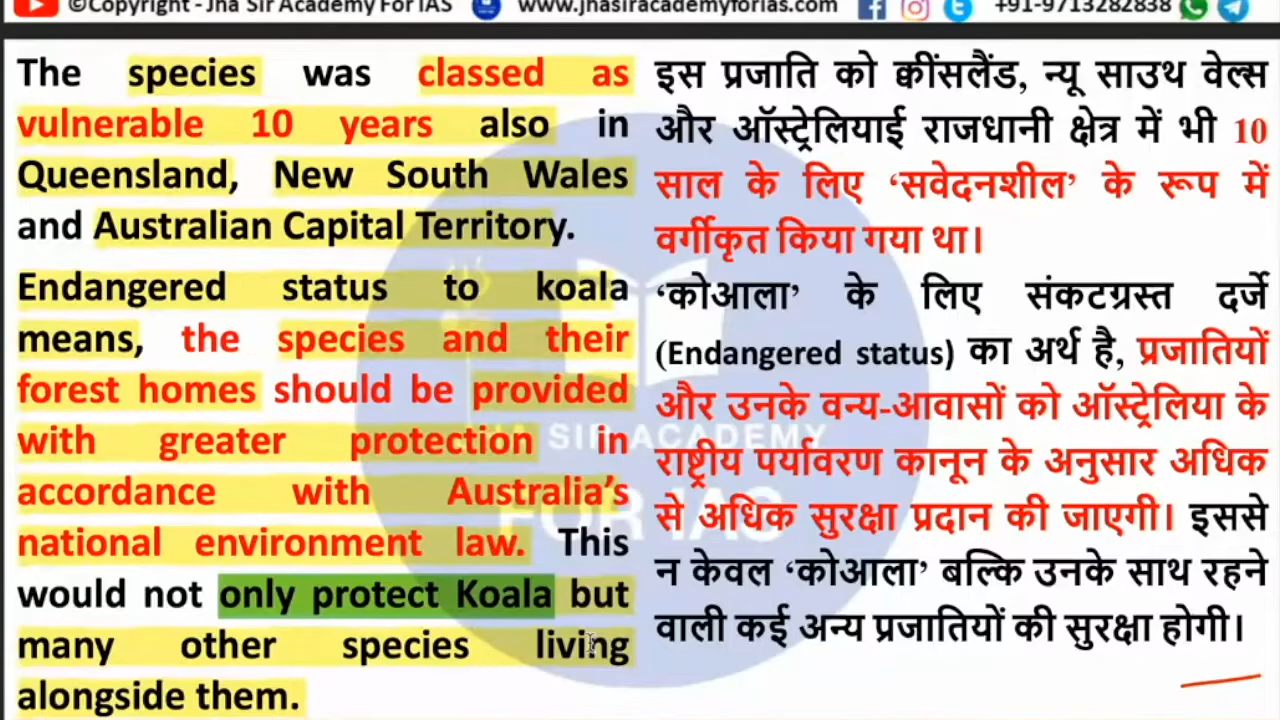 ©Copyright - Jha Sir Academy For IAS www.jhasiracademyforias.com +91-9713282838
The species was classed as
vulnerable 10 years also in
Queensland, New South Wales
and Australian Capital Territory.
Endangered status to koala
means, the species and their
forest homes should be provided
with greater protection in
accordance with Australia's
national environment law. This
would not only protect Koala but
many other species living
alongside them.
इस प्रजाति को क्वींसलैंड, न्यू साउथ वेल्स
और ऑस्ट्रेलियाई राजधानी क्षेत्र में भी 10
साल के लिए ‘सवेदनशील’ के रूप में
वर्गीकृत किया गया था।
‘कोआला’ के लिए संकटग्रस्त दर्जे
(Endangered status) का अर्थ है, प्रजातियों
और उनके वन्य-आवासों को ऑस्ट्रेलिया के
राष्ट्रीय पर्यावरण कानून के अनुसार अधिक
से अधिक सुरक्षा प्रदान की जाएगी। इससे
न केवल ‘कोआला’ बल्कि उनके साथ रहने
वाली कई अन्य प्रजातियों की सुरक्षा होगी।
JHA SIR ACADEMY
FOR IAS